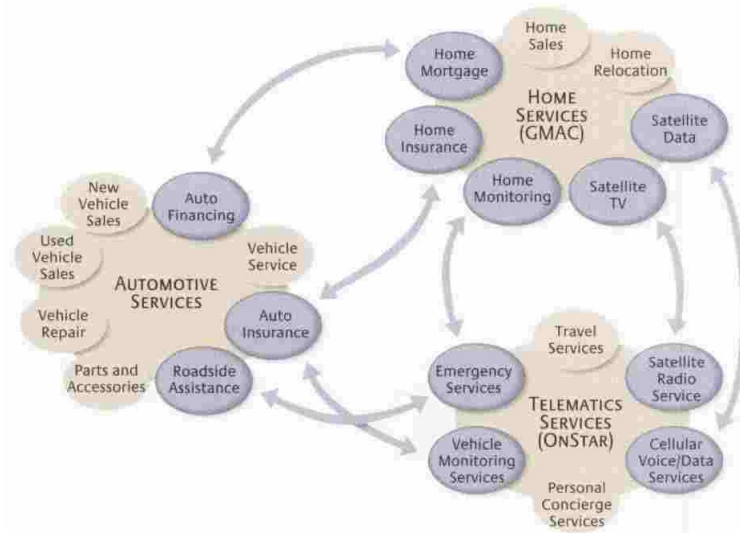 Home
Sales
Home
Mortgage
Home
Relocation
HOME
SERVICES
(GMAC)
Home
Insurance
Satellite
Data
Home
Monitoring
Satellite
TV
New
Vehicle
Sales
Auto
Financing
Used
Vehicle
Sales
Vehicle
Service
AUTOMOTIVE
SERVICES
Vehicle
Repair
Auto
Insurance
Parts and
Accessories
Roadside
Assistance
Travel
Services
Emergency
Services
Satellite
Radio
Service
TELEMATICS
SERVICES
(ONSTAR)
Vehicle
Monitoring
Services
Cellular
Voice/Data
Services
Personal
Concierge
Services